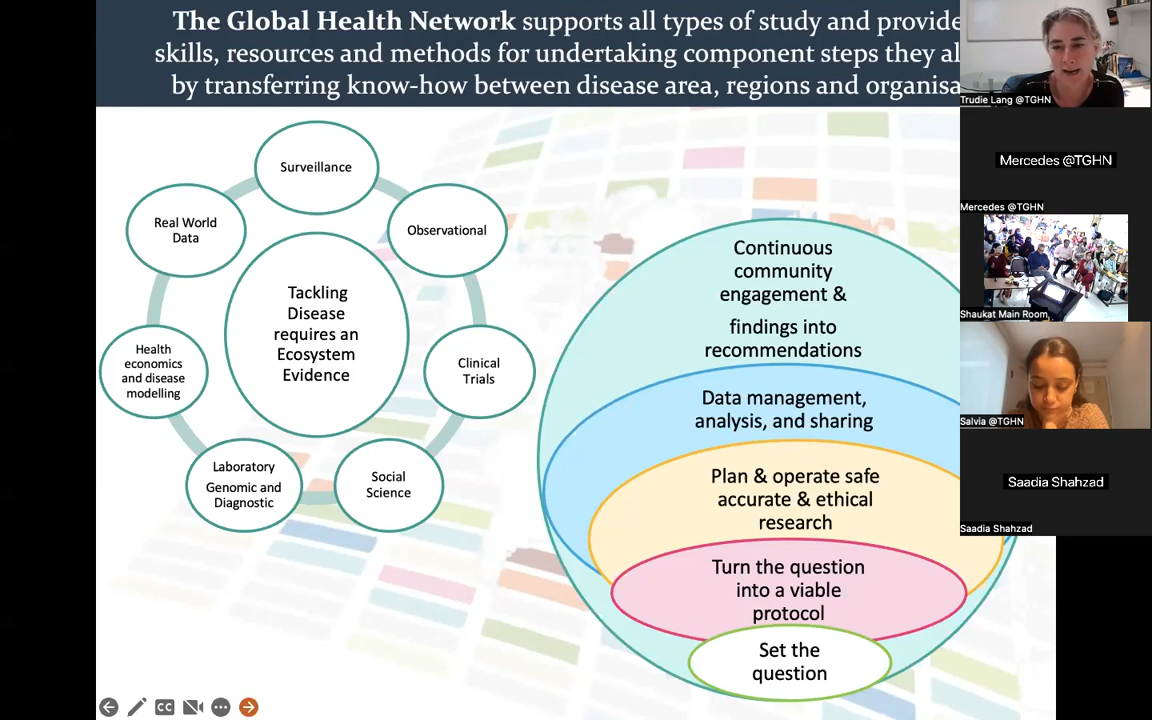 The Global Health Network supports all types of study and provide
skills, resources and methods for undertaking component steps they al
by transferring know-how between disease area, regions and organisa
Surveillance
Observational
Clinical
Trials
Social
Science
Laboratory
Genomic and
Diagnostic
Health
economics
and disease
modelling
Real World
Data
Tackling
Disease
requires an
Ecosystem
Evidence
Continuous
community
engagement &
findings into
recommendations
Data management,
analysis, and sharing
Plan & operate safe
accurate & ethical
research
Turn the question
into a viable
protocol
Set the
question
Trudie Lang @TGHN
Mercedes @TGHN
Mercedes @TGHN
Shaukat Main Room
Salvia @TGHN
Saadia Shahzad
Saadia Shahzad
CC